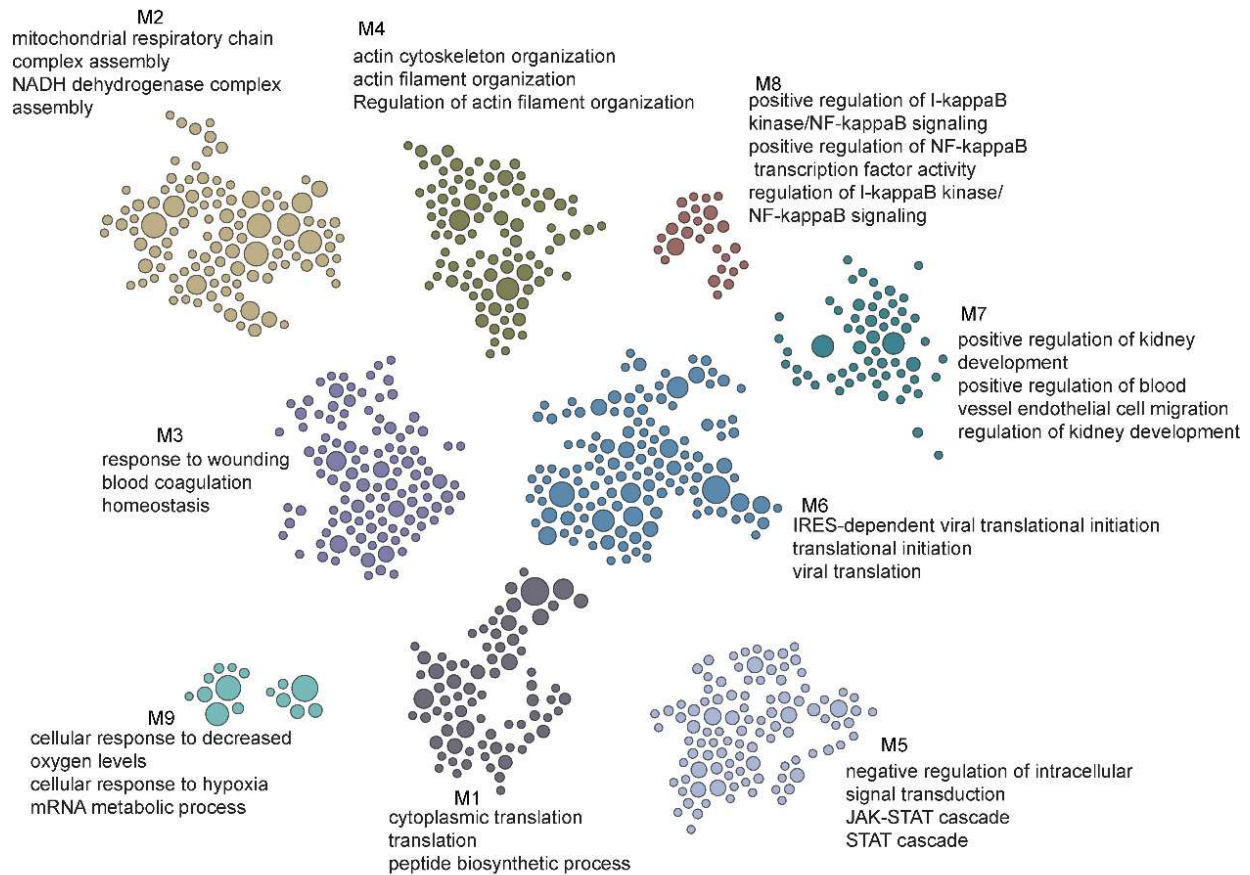 M2
mitochondrial respiratory chain
complex assembly
NADH dehydrogenase complex
assembly
M4
actin cytoskeleton organization
actin filament organization
Regulation of actin filament organization
M8
positive regulation of I-kappaB
kinase/NF-kappaB signaling
positive regulation of NF-kappaB
transcription factor activity
regulation of I-kappaB kinase/
NF-kappaB signaling
M7
positive regulation of kidney
development
positive regulation of blood
vessel endothelial cell migration
regulation of kidney development
M3
response to wounding
blood coagulation
homeostasis
M6
IRES-dependent viral translational initiation
translational initiation
viral translation
M9
cellular response to decreased
oxygen levels
cellular response to hypoxia
mRNA metabolic process
M1
cytoplasmic translation
translation
peptide biosynthetic process
M5
negative regulation of intracellular
signal transduction
JAK-STAT cascade
STAT cascade